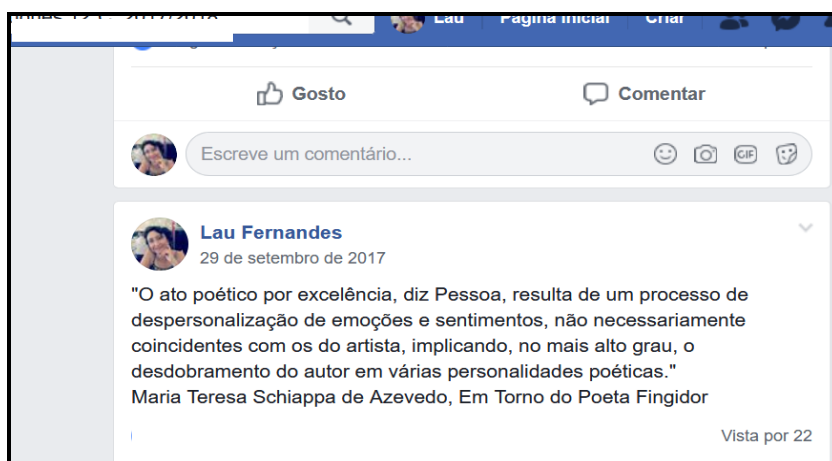 Lau
Página Inicial
Criar
Gosto
Comentar
Escreve um comentário...
GIF
Lau Fernandes
29 de setembro de 2017
"O ato poético por excelência, diz Pessoa, resulta de um processo de
despersonalização de emoções e sentimentos, não necessariamente
coincidentes com os do artista, implicando, no mais alto grau, o
desdobramento do autor em várias personalidades poéticas."
Maria Teresa Schiappa de Azevedo, Em Torno do Poeta Fingidor
Vista por 22